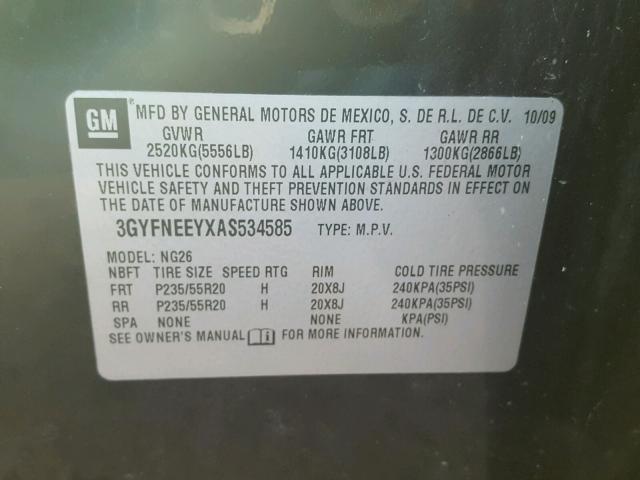 GM
MFD BY GENERAL MOTORS DE MEXICO, S. DE R.L. DE C.V. 10/09
GVWR GAWR FRT GAWR RR
2520KG(5556LB) 1410KG(3108LB) 1300KG(2866LB)
THIS VEHICLE CONFORMS TO ALL APPLICABLE U.S. FEDERAL MOTOR
VEHICLE SAFETY AND THEFT PREVENTION STANDARDS IN EFFECT ON
THE DATE OF MANUFACTURE SHOWN ABOVE.
3GYFNEEYXAS534585 TYPE: M.P.V.
MODEL: NG26
NBFT TIRE SIZE SPEED RTG RIM COLD TIRE PRESSURE
FRT P235/55R20 H 20X8J 240KPA(35PSI)
RR P235/55R20 H 20X8J 240KPA(35PSI)
SPA NONE NONE KPA(PSI)
SEE OWNER'S MANUAL FOR MORE INFORMATION.